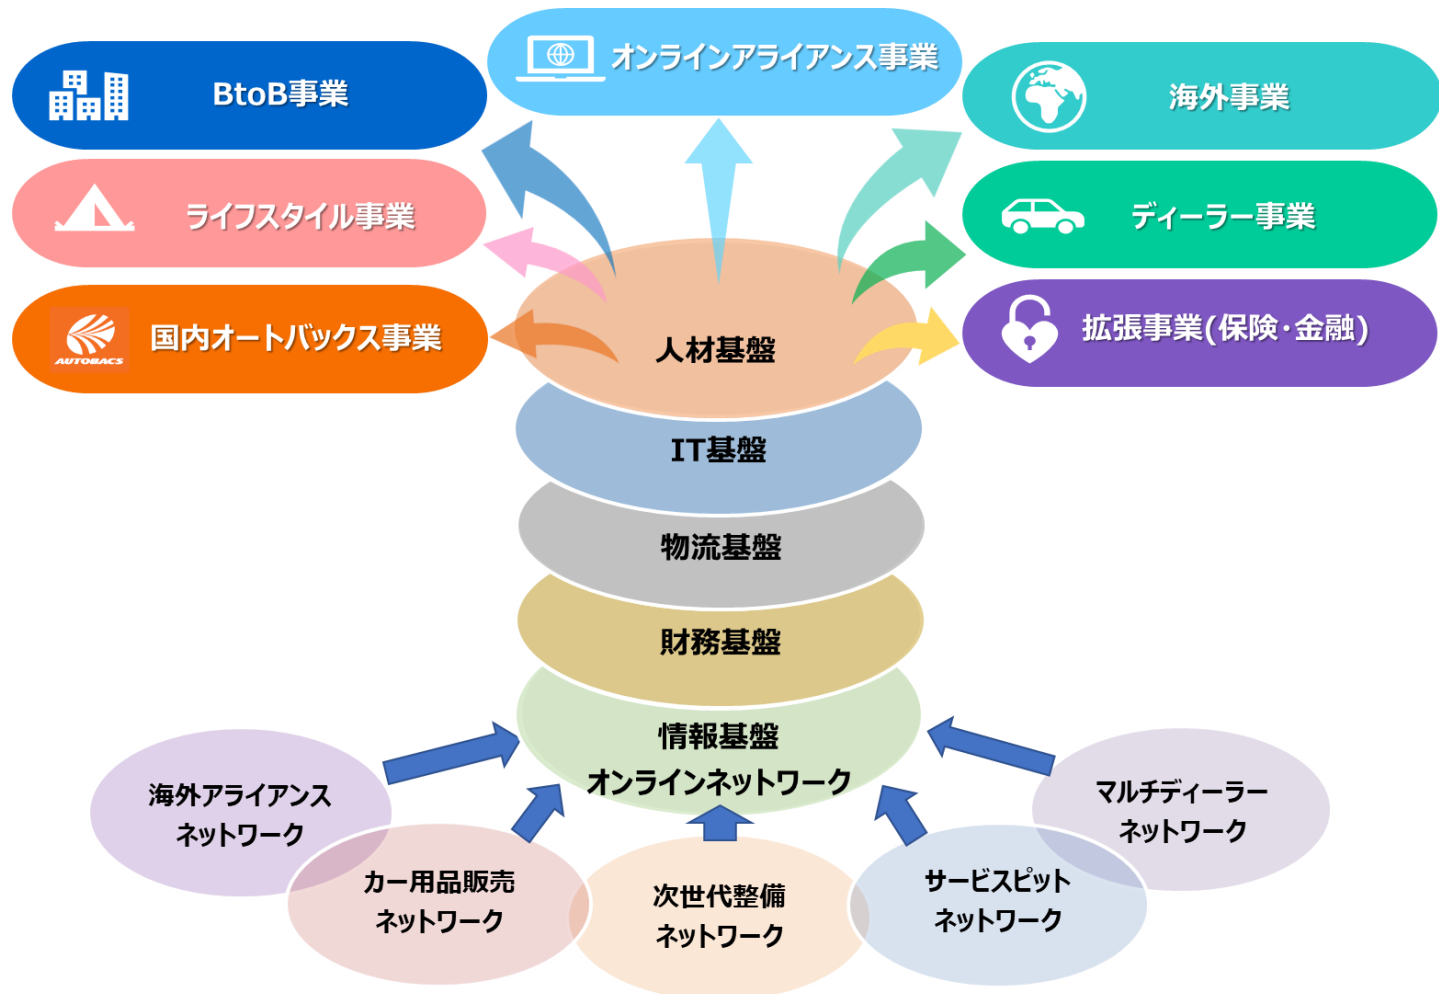 オンラインアライアンス事業
BtoB事業
海外事業
ライフスタイル事業
ディーラー事業
AUTOBACS
国内オートバックス事業
拡張事業(保険・金融)
人材基盤
IT基盤
物流基盤
財務基盤
情報基盤
オンラインネットワーク
海外アライアンス
ネットワーク
カー用品販売
ネットワーク
次世代整備
ネットワーク
サービスピット
ネットワーク
マルチディーラー
ネットワーク